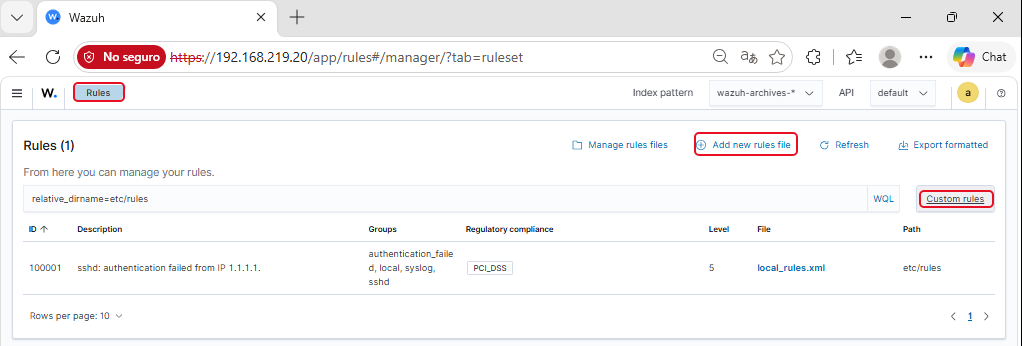 Wazuh
No seguro https://192.168.219.20/app/rules#/manager/?tab=ruleset Chat
W. Rules Index pattern wazuh-archives-* API default a
Rules (1) Manage rules files Add new rules file Refresh Export formatted
From here you can manage your rules.
relative_dirname=etc/rules WQL Custom rules
ID Description Groups Regulatory compliance Level File Path
100001 sshd: authentication failed from IP 1.1.1.1. authentication_faile
d, local, syslog,
sshd PCI_DSS 5 local_rules.xml etc/rules
Rows per page: 10 1